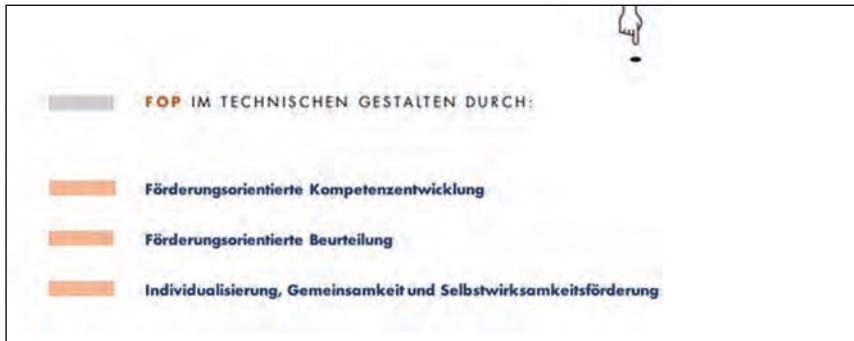 FOP IM TECHNISCHEN GESTALTEN DURCH:
Förderungsorientierte Kompetenzentwicklung
Förderungsorientierte Beurteilung
Individualisierung, Gemeinsamkeit und Selbstwirksamkeitsförderung